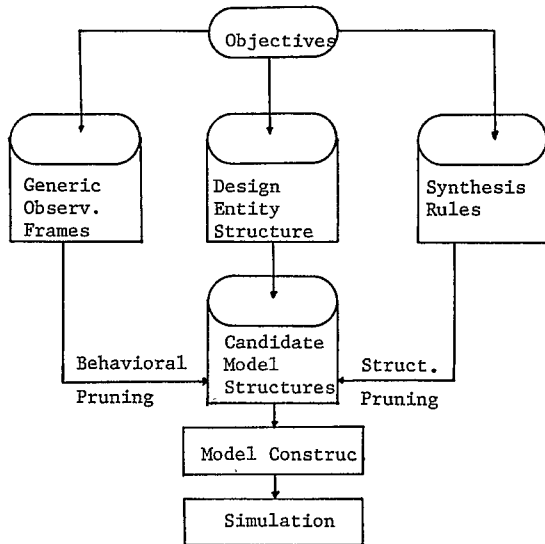 Objectives
Generic
Observ.
Frames
Design
Entity
Structure
Synthesis
Rules
Behavioral
Pruning
Candidate
Model
Structures
Struct.
Pruning
Model Construc
Simulation